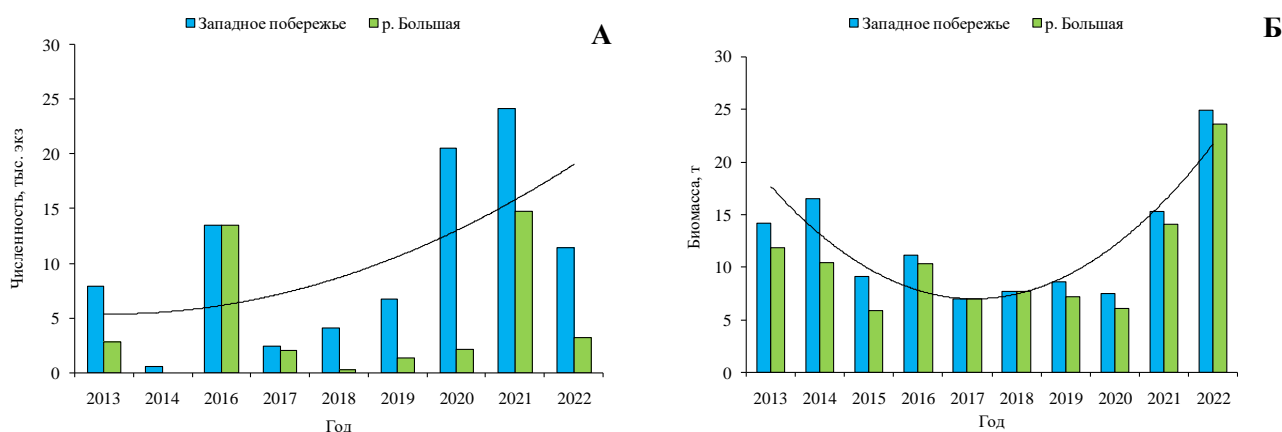 Западное побережье р. Большая
А
Численность, тыс. экз
30
25
20
15
10
5
0
2013 2014 2016 2017 2018 2019 2020 2021 2022
Год
Западное побережье р. Большая
Б
Биомасса, т
30
25
20
15
10
5
0
2013 2014 2015 2016 2017 2018 2019 2020 2021 2022
Год